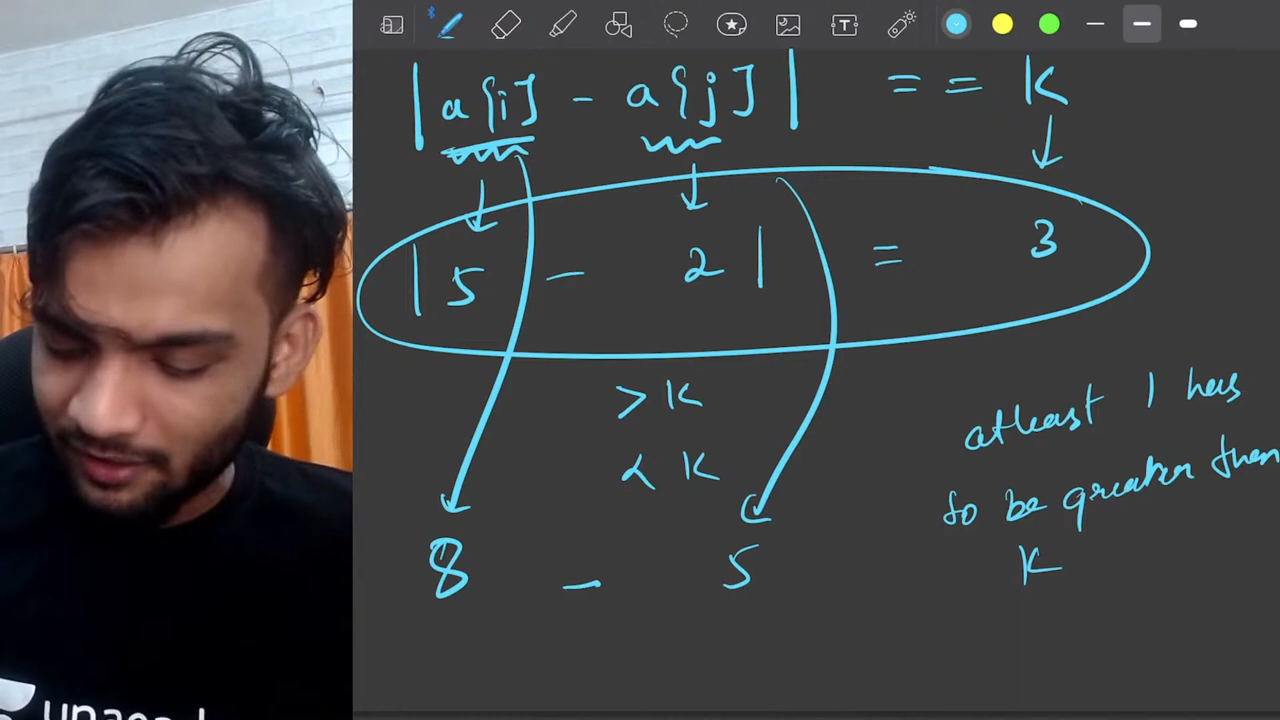 |a{i] - a{j]| == k
|5 - 2| = 3
> K
< K
atleast 1 has
to be greater then
K
8 - 5